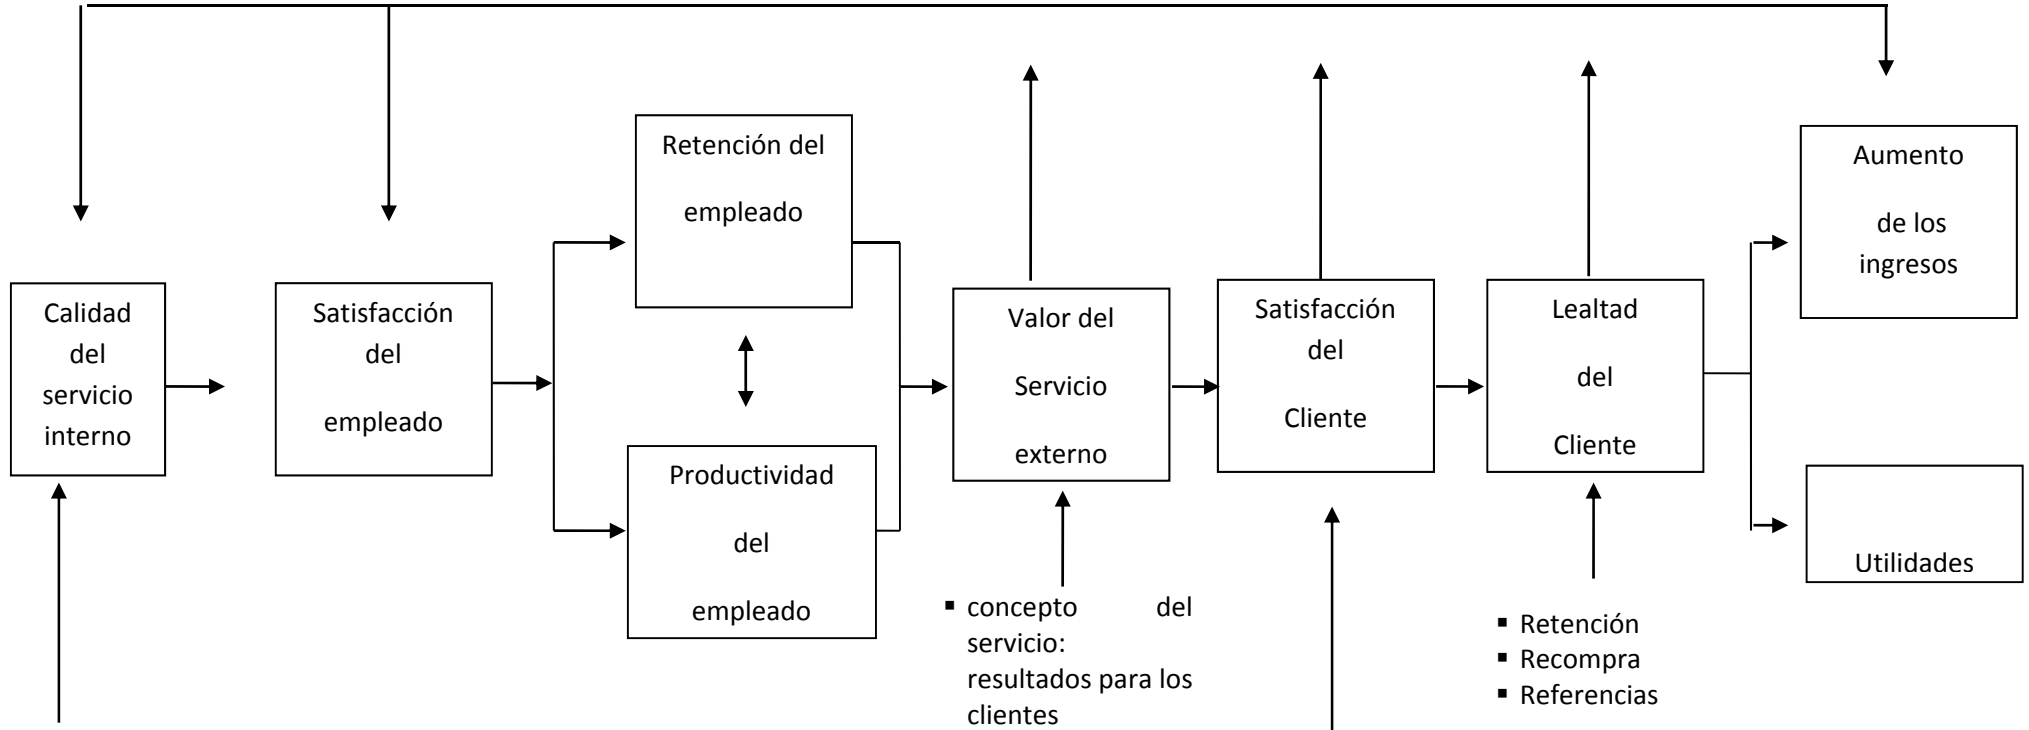 Calidad
del
servicio
interno
Satisfacción
del
empleado
Retención del
empleado
Productividad
del
empleado
Valor del
Servicio
externo
■ concepto del
servicio:
resultados para los
clientes
Satisfacción
del
Cliente
Lealtad
del
Cliente
■ Retención
■ Recompra
■ Referencias
Aumento
de los
ingresos
Utilidades